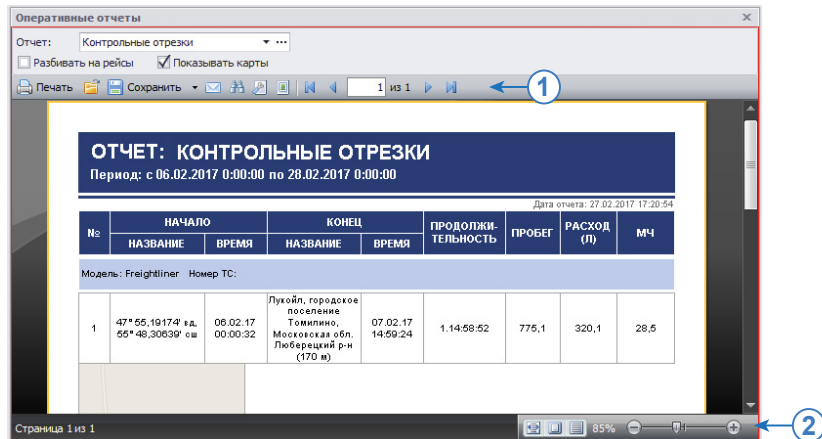 Оперативные отчеты
Отчет: Контрольные отрезки
Разбивать на рейсы Показывать карты
Печать Сохранить 1 из 1
1
ОТЧЕТ: КОНТРОЛЬНЫЕ ОТРЕЗКИ
Период: с 06.02.2017 0:00:00 по 28.02.2017 0:00:00
Дата отчета: 27.02.2017 17:20:54
№ НАЧАЛО КОНЕЦ ПРОДОЛЖИ-ТЕЛЬНОСТЬ ПРОБЕГ РАСХОД (Л) МЧ
НАЗВАНИЕ ВРЕМЯ НАЗВАНИЕ ВРЕМЯ
Модель: Freightliner Номер ТС:
1 47° 55,19174' вд, 55° 48,30639' сш 06.02.17 00:00:32 Лукойл, городское поселение Томилино, Московская обл. Люберецкий р-н (170 м) 07.02.17 14:59:24 1.14:58:52 775,1 320,1 28,5
Страница 1 из 1 85%
2